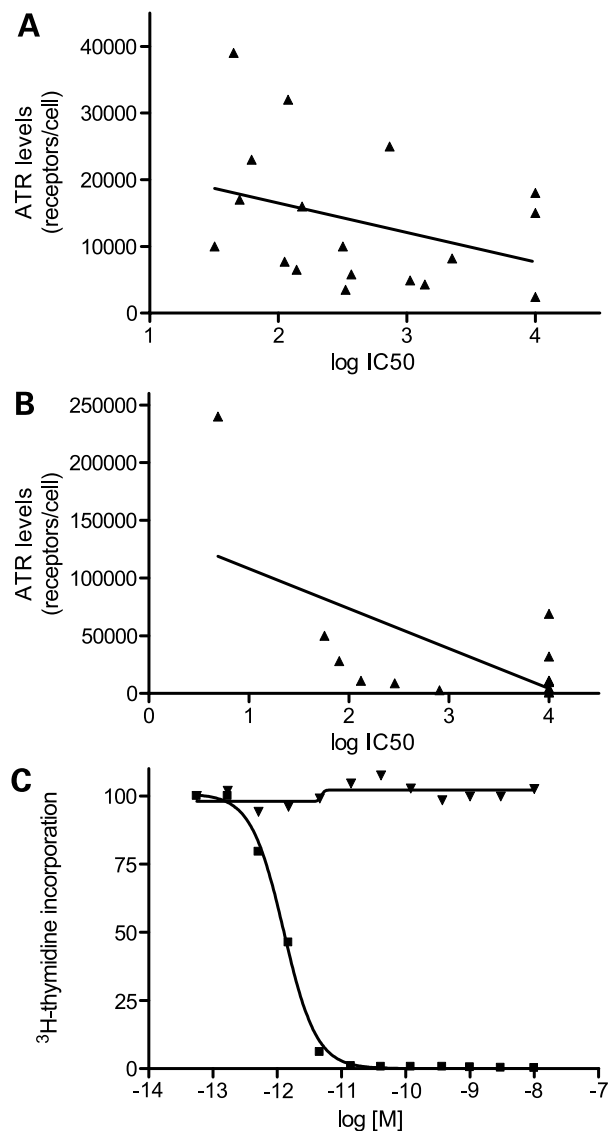 A
ATR levels
(receptors/cell)
40000
30000
20000
10000
0
1 2 3 4
log IC50
B
ATR levels
(receptors/cell)
250000
200000
150000
100000
50000
0
0 1 2 3 4
log IC50
C
³H-thymidine incorporation
100
75
50
25
0
-14 -13 -12 -11 -10 -9 -8 -7
log [M]